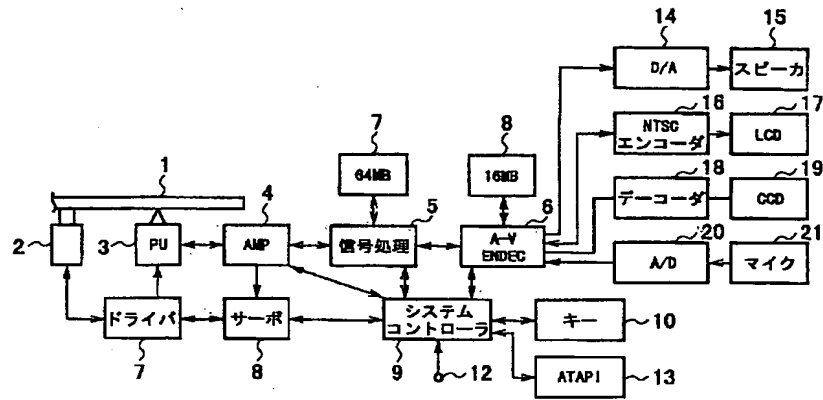 14
15
D/A
スピーカ
16
17
NTSC
エンコーダ
LCD
7
8
18
19
64MB
16MB
デーコーダ
CCD
1
4
5
6
20
21
2
3
PU
AMP
信号処理
A-V
ENDEC
A/D
マイク
ドライバ
サーボ
システム
コントローラ
キー
10
7
8
9
12
ATAPI
13